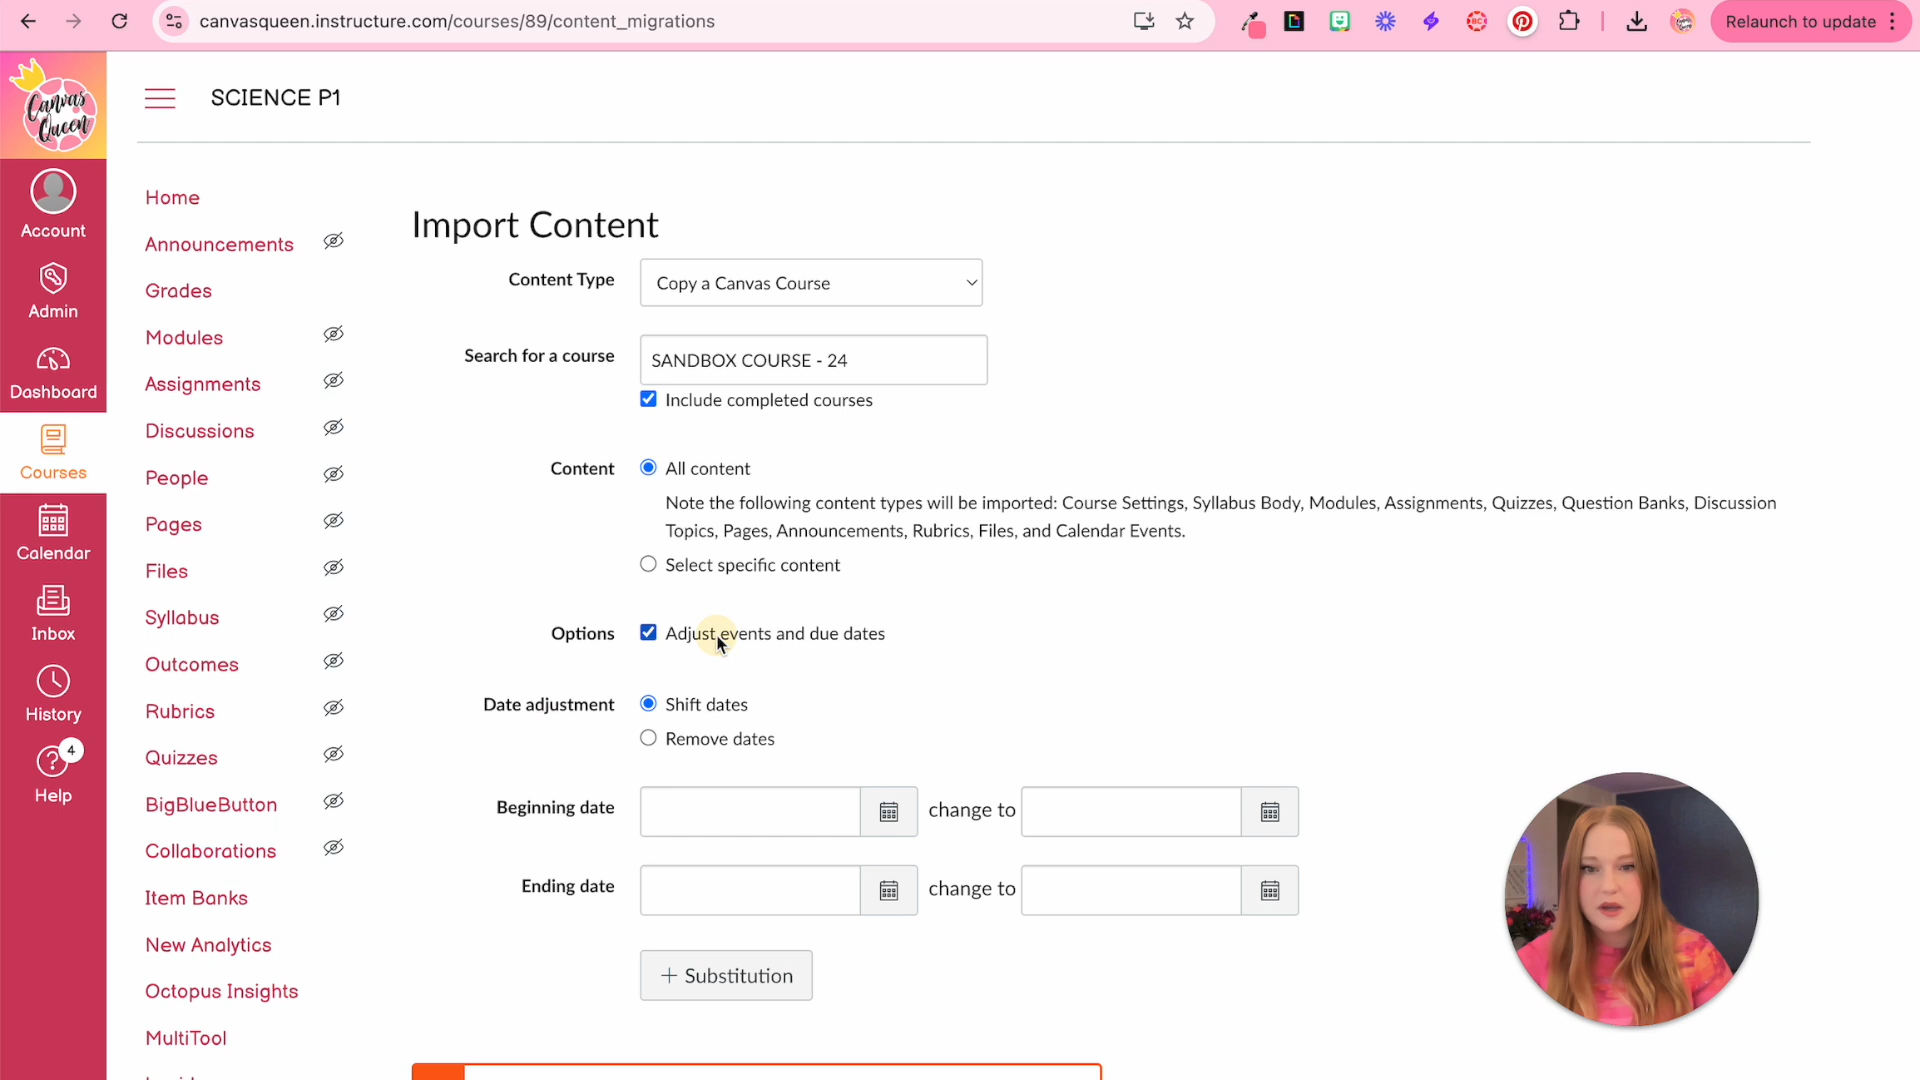 canvasqueen.instructure.com/courses/89/content_migrations
Relaunch to update
Canvas
Queen
SCIENCE P1
Account
Admin
Dashboard
Courses
Calendar
Inbox
History
4
Help
Home
Announcements
Grades
Modules
Assignments
Discussions
People
Pages
Files
Syllabus
Outcomes
Rubrics
Quizzes
BigBlueButton
Collaborations
Item Banks
New Analytics
Octopus Insights
MultiTool
Import Content
Content Type
Copy a Canvas Course
Search for a course
SANDBOX COURSE - 24
Include completed courses
Content
All content
Note the following content types will be imported: Course Settings, Syllabus Body, Modules, Assignments, Quizzes, Question Banks, Discussion
Topics, Pages, Announcements, Rubrics, Files, and Calendar Events.
Select specific content
Options
Adjust events and due dates
Date adjustment
Shift dates
Remove dates
Beginning date
change to
Ending date
change to
+ Substitution